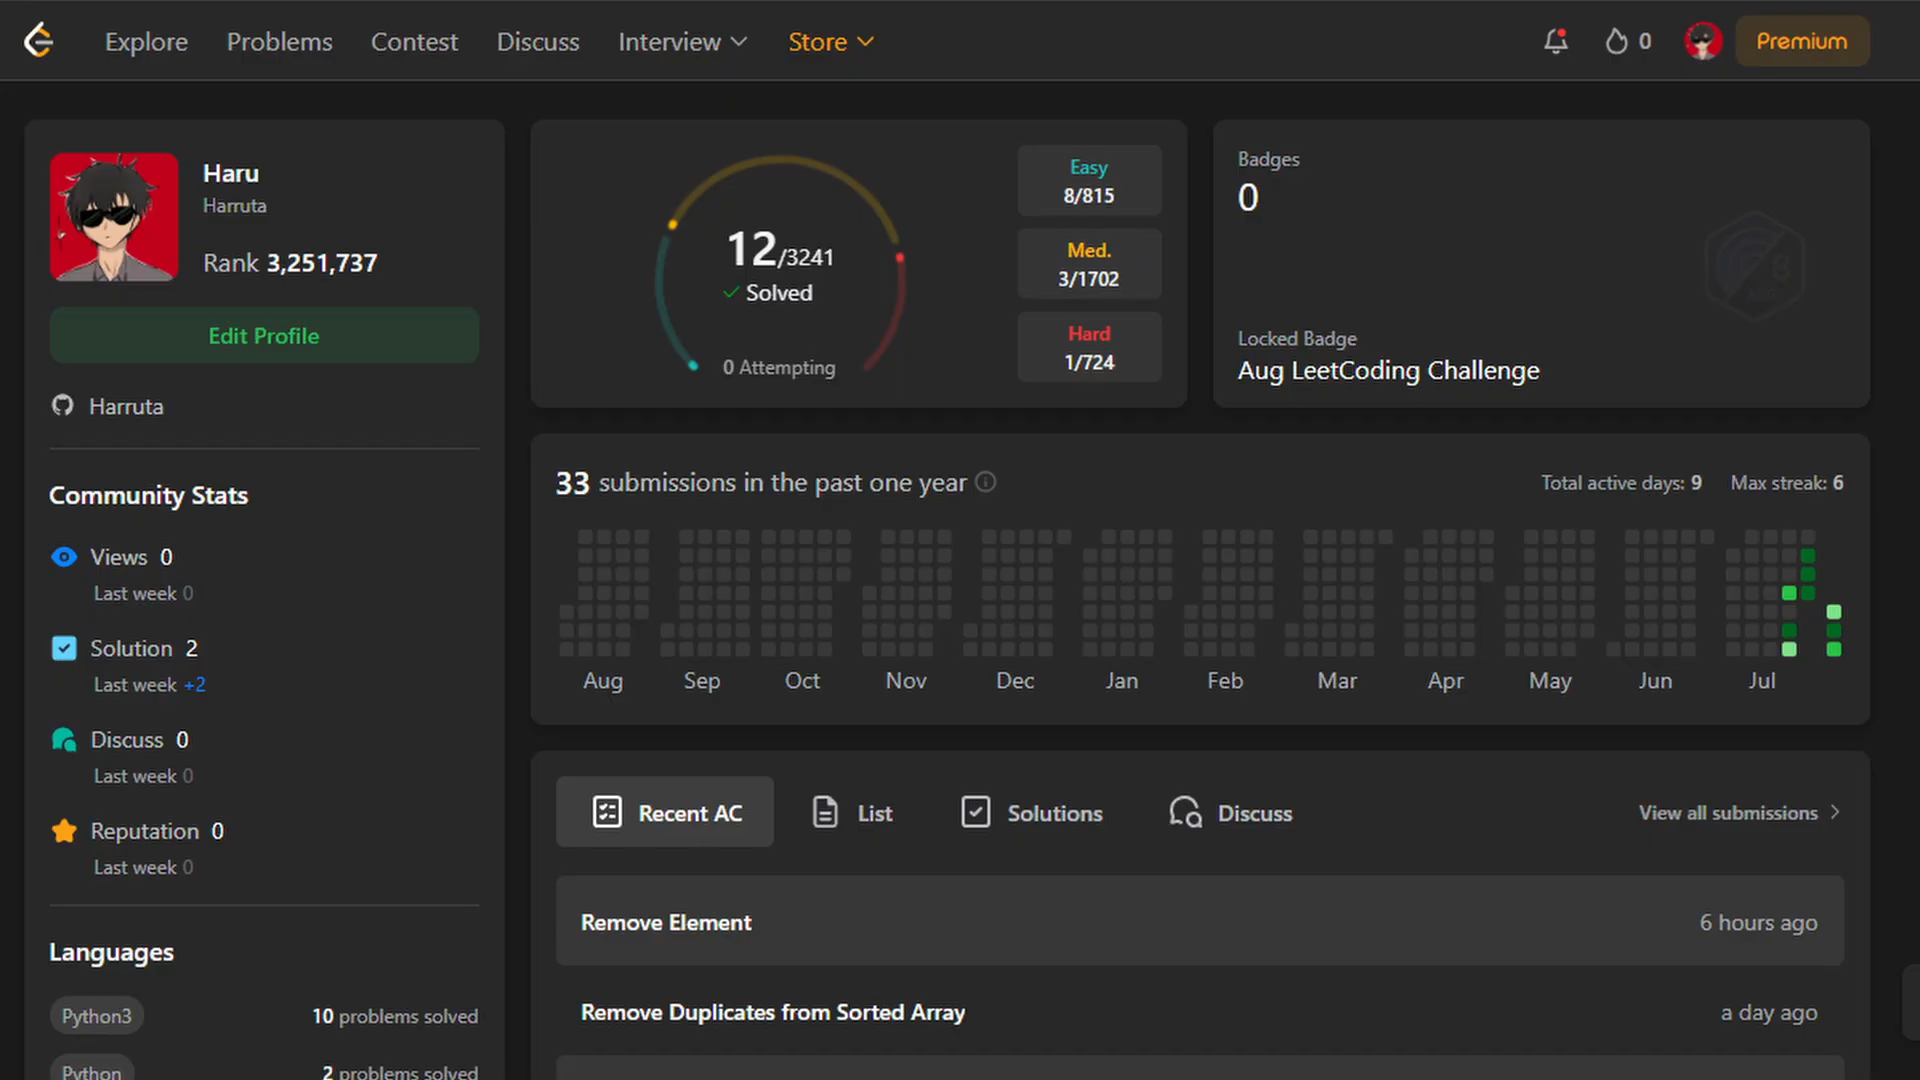 Explore
Problems
Contest
Discuss
Interview
Store
0
Premium
Haru
Harruta
Rank 3,251,737
Edit Profile
Harruta
Community Stats
Views 0
Last week 0
Solution 2
Last week +2
Discuss 0
Last week 0
Reputation 0
Last week 0
Languages
Python3
10 problems solved
Python
2 problems solved
12/3241
Solved
0 Attempting
Easy
8/815
Med.
3/1702
Hard
1/724
Badges
0
Locked Badge
Aug LeetCoding Challenge
33 submissions in the past one year
Total active days: 9
Max streak: 6
Aug
Sep
Oct
Nov
Dec
Jan
Feb
Mar
Apr
May
Jun
Jul
Recent AC
List
Solutions
Discuss
View all submissions
Remove Element
6 hours ago
Remove Duplicates from Sorted Array
a day ago